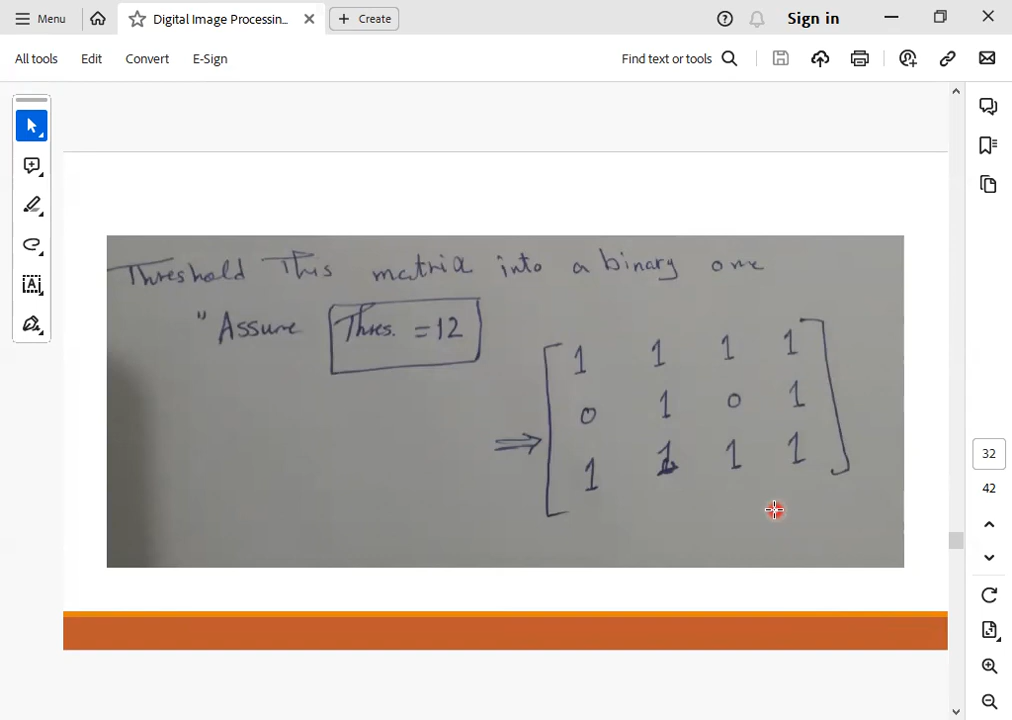 Menu
Digital Image Processin...
Create
Sign in
All tools
Edit
Convert
E-Sign
Find text or tools
Threshold This matrix into a binary one
"Assure Thres. = 12
1 1 1 1
0 1 0 1
⇒
1 1 1 1
32
42